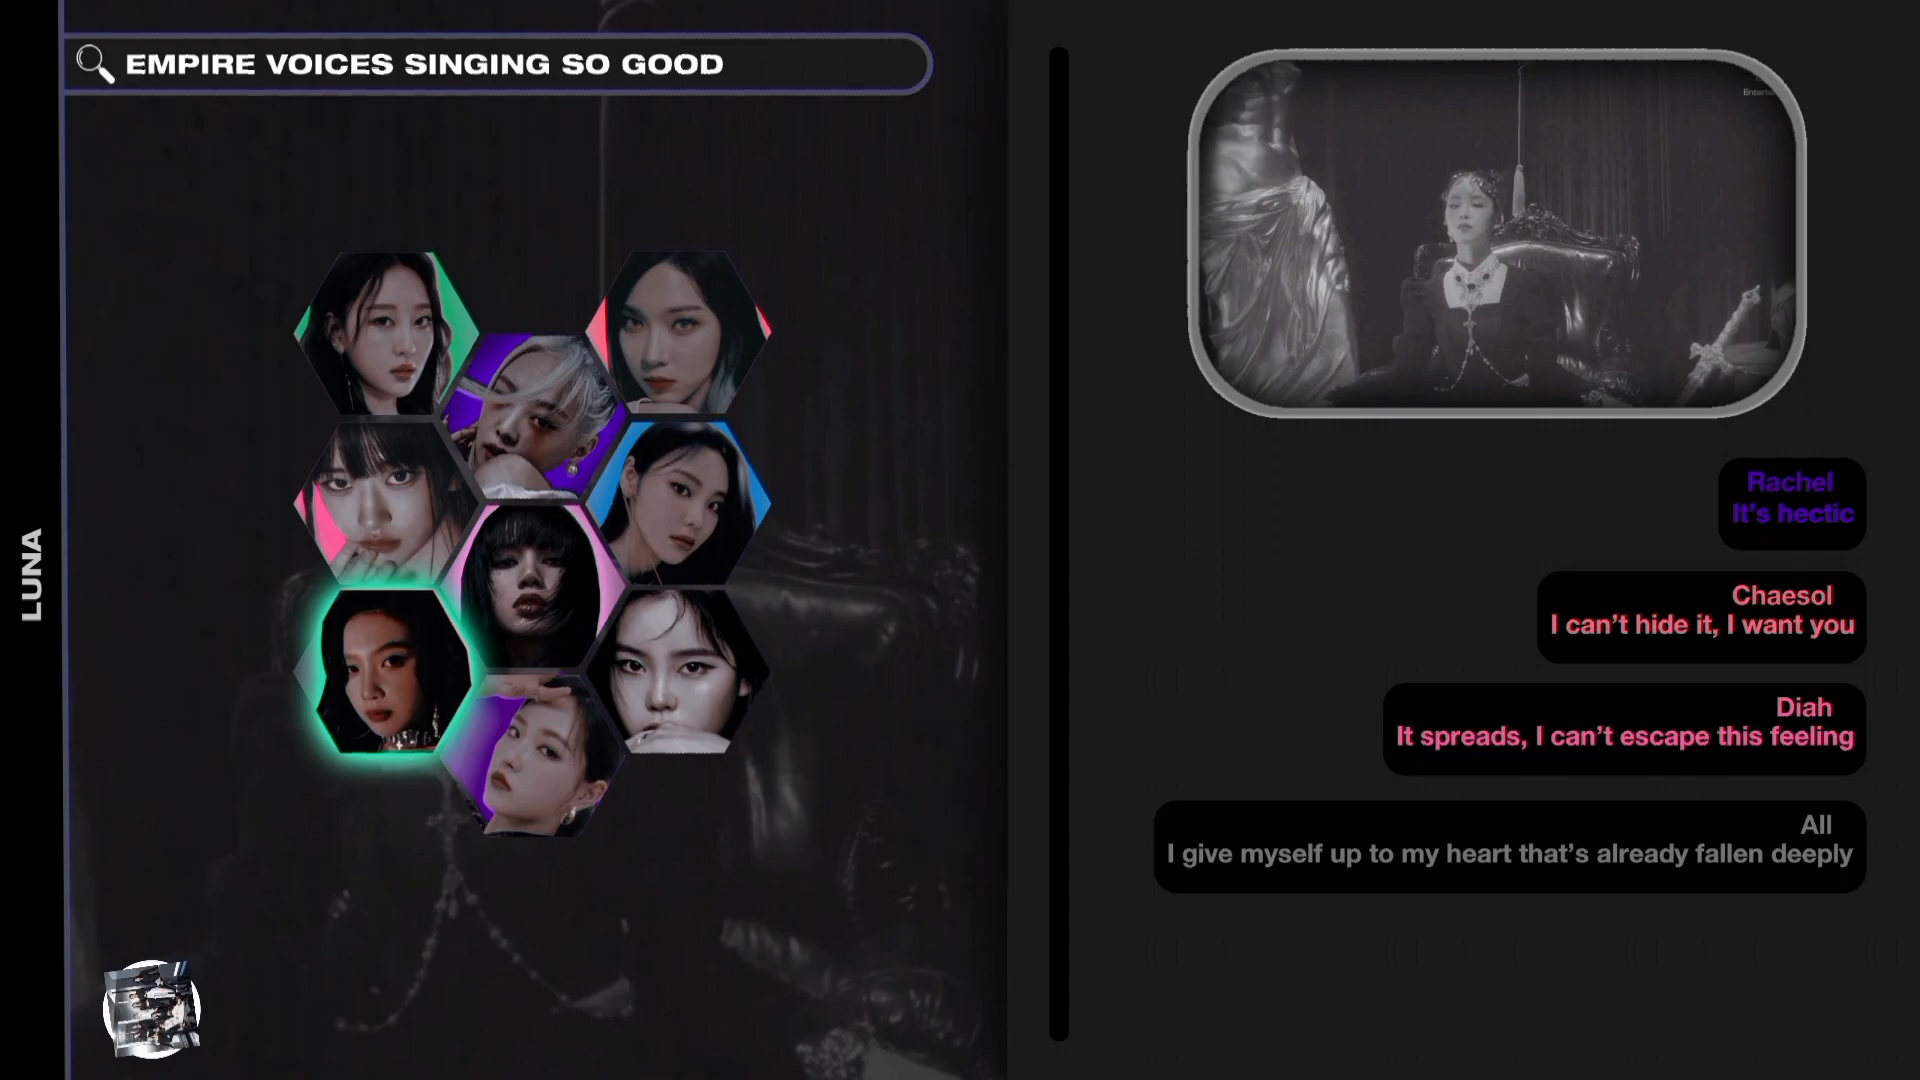 EMPIRE VOICES SINGING SO GOOD
LUNA
Rachel
It's hectic
Chaesol
I can't hide it, I want you
Diah
It spreads, I can't escape this feeling
All
I give myself up to my heart that's already fallen deeply